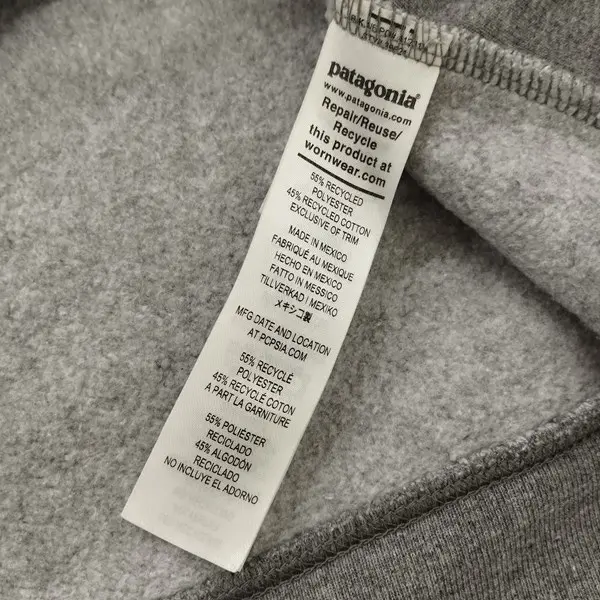 patagonia®
www.patagonia.com
Repair/Reuse/
Recycle
this product at
wornwear.com
55% RECYCLED
POLYESTER
45% RECYCLED COTTON
EXCLUSIVE OF TRIM
MADE IN MEXICO
FABRIQUÉ AU MEXIQUE
HECHO EN MEXICO
FATTO IN MESSICO
TILLVERKAD I MEXIKO
メキシコ製
MFG DATE AND LOCATION
AT PCPSIA.COM
55% RECYCLÉ
POLYESTER
45% RECYCLÉ COTON
A PART LA GARNITURE
55% POLIÉSTER
RECICLADO
45% ALGODÓN
RECICLADO
NO INCLUYE EL ADORNO